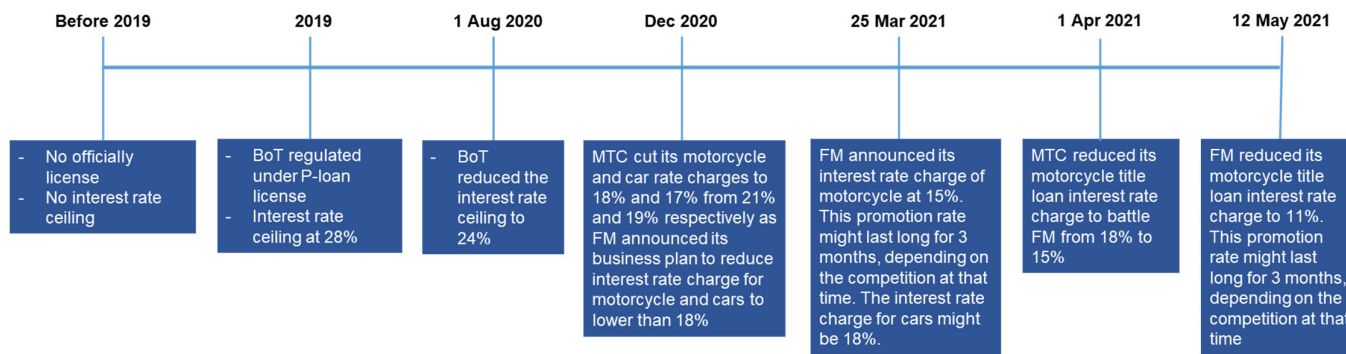 Before 2019
2019
1 Aug 2020
Dec 2020
25 Mar 2021
1 Apr 2021
12 May 2021
- No officially
license
- No interest rate
ceiling
- BoT regulated
under P-loan
license
- Interest rate
ceiling at 28%
- BoT
reduced the
interest rate
ceiling to
24%
MTC cut its motorcycle
and car rate charges to
18% and 17% from 21%
and 19% respectively as
FM announced its
business plan to reduce
interest rate charge for
motorcycle and cars to
lower than 18%
FM announced its
interest rate charge of
motorcycle at 15%.
This promotion rate
might last long for 3
months, depending on
the competition at that
time. The interest rate
charge for cars might
be 18%.
MTC reduced its
motorcycle title
loan interest rate
charge to battle
FM from 18% to
15%
FM reduced its
motorcycle title
loan interest rate
charge to 11%.
This promotion
rate might last
long for 3 months,
depending on the
competition at that
time